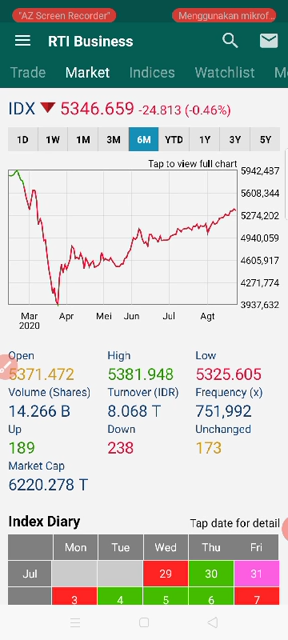 "AZ Screen Recorder"
Menggunakan mikrof...
RTI Business
Trade Market Indices Watchlist
IDX 5346.659 -24.813 (-0.46%)
1D 1W 1M 3M 6M YTD 1Y 3Y 5Y
Tap to view full chart
5942,487
5608,344
5274,202
4940,059
4605,917
4271,774
3937,632
Mar Apr Mei Jun Jul Agt
2020
Open High Low
5371.472 5381.948 5325.605
Volume (Shares) Turnover (IDR) Frequency (x)
14.266 B 8.068 T 751,992
Up Down Unchanged
189 238 173
Market Cap
6220.278 T
Index Diary Tap date for detail
Mon Tue Wed Thu Fri
Jul 29 30 31
3 4 5 6 7